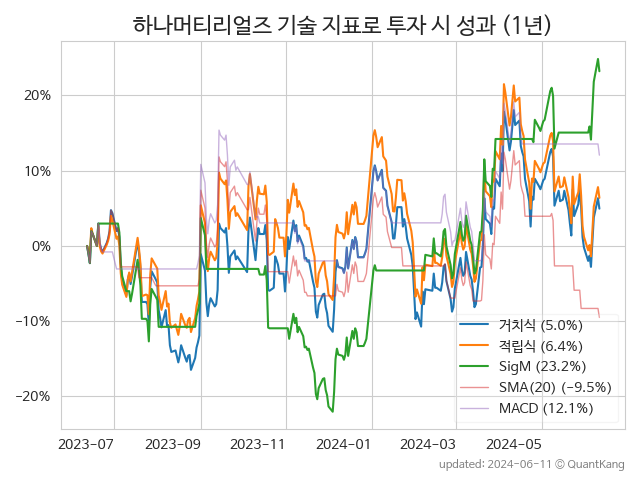 하나머티리얼즈 기술 지표로 투자 시 성과 (1년)
20%
10%
0%
−10%
−20%
거치식 (5.0%)
적립식 (6.4%)
SigM (23.2%)
SMA(20) (−9.5%)
MACD (12.1%)
2023-07
2023-09
2023-11
2024-01
2024-03
2024-05
updated: 2024-06-11 © QuantKang